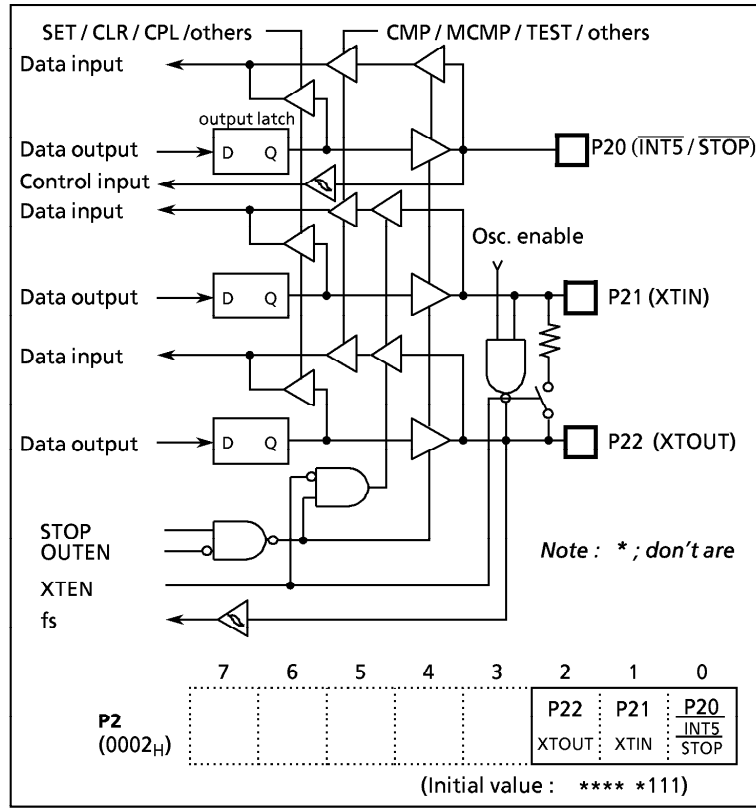 SET / CLR / CPL /others CMP / MCMP / TEST / others
Data input
output latch
Data output D Q P20 (INT5 / STOP)
Control input
Data input
Osc. enable
Data output D Q P21 (XTIN)
Data input
Data output D Q P22 (XTOUT)
STOP
OUTEN
Note : * ; don't are
XTEN
fs
7 6 5 4 3 2 1 0
P2 P22 P21 P20
(0002H) XTOUT XTIN INT5
STOP
(Initial value : **** *111)